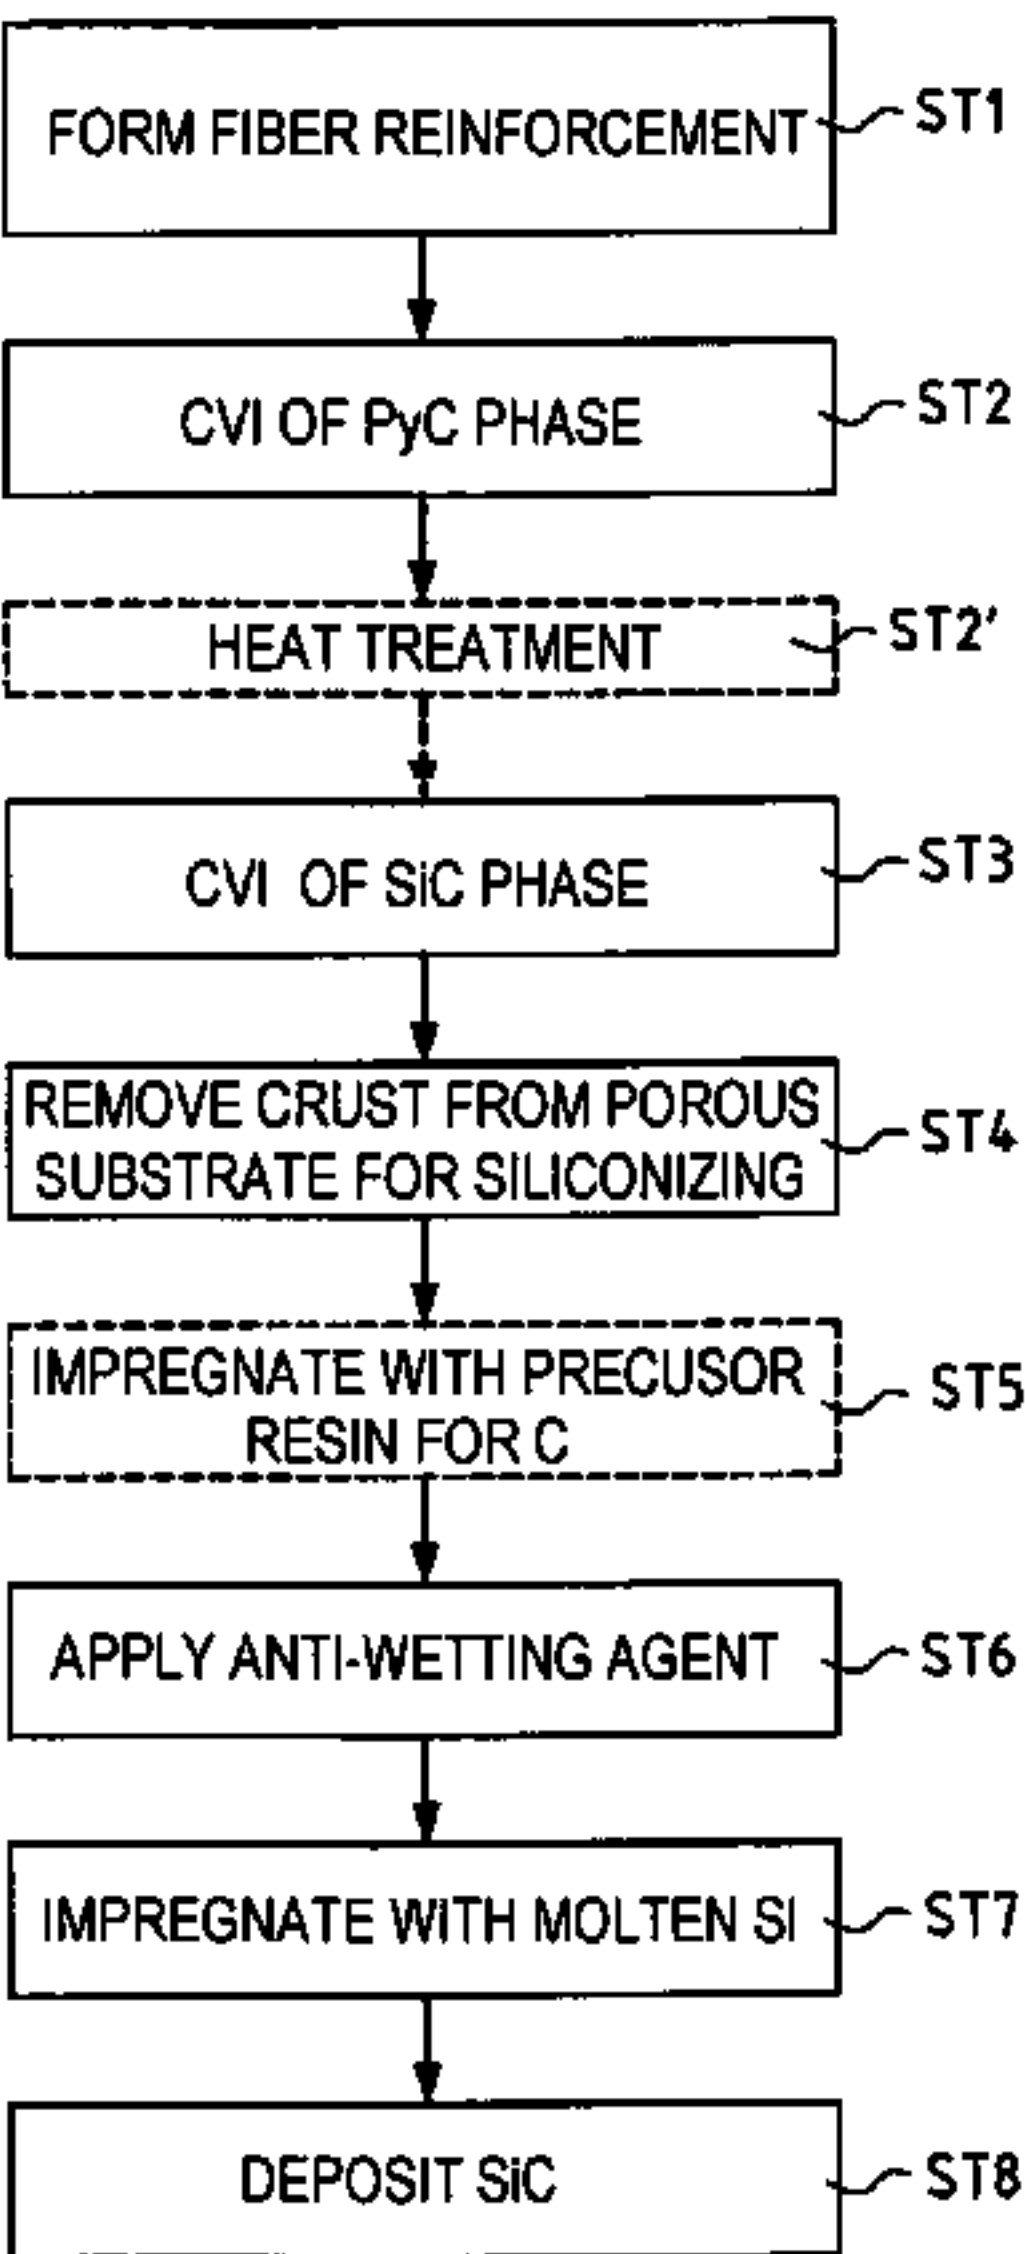 FORM FIBER REINFORCEMENT
ST1
CVI OF PyC PHASE
ST2
HEAT TREATMENT
ST2'
CVI OF SiC PHASE
ST3
REMOVE CRUST FROM POROUS
SUBSTRATE FOR SILICONIZING
ST4
IMPREGNATE WITH PRECUSOR
RESIN FOR C
ST5
APPLY ANTI-WETTING AGENT
ST6
IMPREGNATE WITH MOLTEN SI
ST7
DEPOSIT SiC
ST8